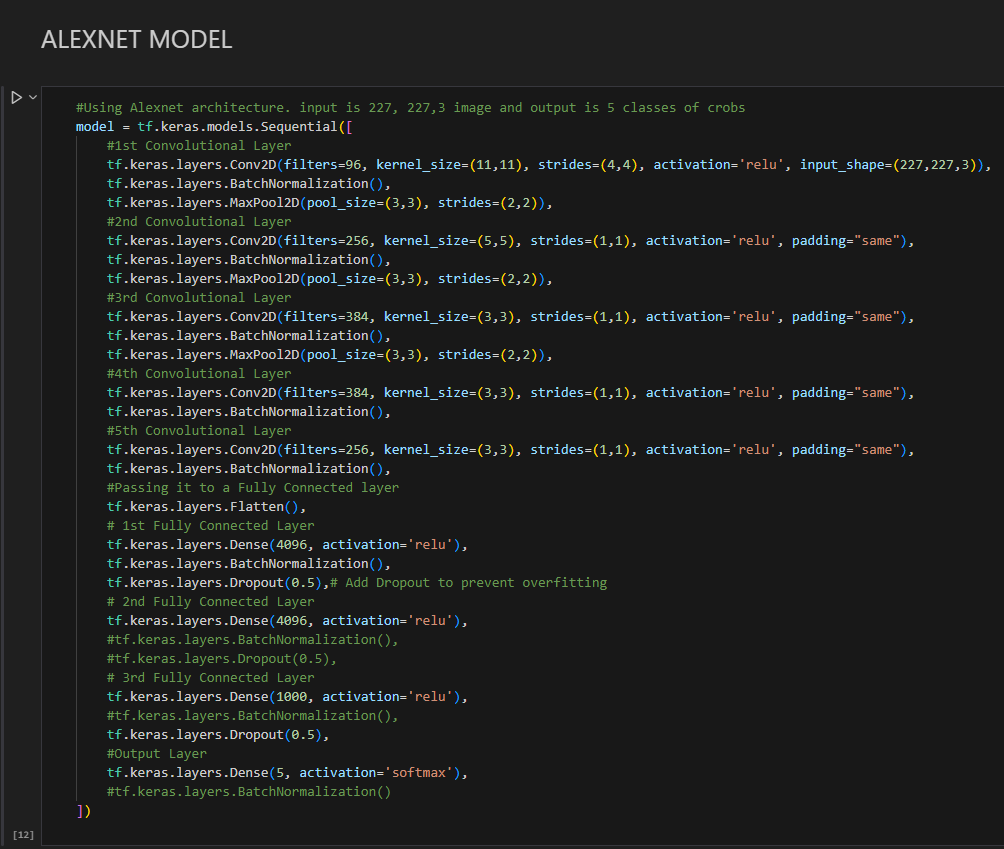 ALEXNET MODEL
#Using Alexnet architecture. input is 227, 227,3 image and output is 5 classes of crobs
model = tf.keras.models.Sequential([
#1st Convolutional Layer
tf.keras.layers.Conv2D(filters=96, kernel_size=(11,11), strides=(4,4), activation='relu', input_shape=(227,227,3)),
tf.keras.layers.BatchNormalization(),
tf.keras.layers.MaxPool2D(pool_size=(3,3), strides=(2,2)),
#2nd Convolutional Layer
tf.keras.layers.Conv2D(filters=256, kernel_size=(5,5), strides=(1,1), activation='relu', padding="same"),
tf.keras.layers.BatchNormalization(),
tf.keras.layers.MaxPool2D(pool_size=(3,3), strides=(2,2)),
#3rd Convolutional Layer
tf.keras.layers.Conv2D(filters=384, kernel_size=(3,3), strides=(1,1), activation='relu', padding="same"),
tf.keras.layers.BatchNormalization(),
tf.keras.layers.MaxPool2D(pool_size=(3,3), strides=(2,2)),
#4th Convolutional Layer
tf.keras.layers.Conv2D(filters=384, kernel_size=(3,3), strides=(1,1), activation='relu', padding="same"),
tf.keras.layers.BatchNormalization(),
#5th Convolutional Layer
tf.keras.layers.Conv2D(filters=256, kernel_size=(3,3), strides=(1,1), activation='relu', padding="same"),
tf.keras.layers.BatchNormalization(),
#Passing it to a Fully Connected layer
tf.keras.layers.Flatten(),
# 1st Fully Connected Layer
tf.keras.layers.Dense(4096, activation='relu'),
tf.keras.layers.BatchNormalization(),
tf.keras.layers.Dropout(0.5),# Add Dropout to prevent overfitting
# 2nd Fully Connected Layer
tf.keras.layers.Dense(4096, activation='relu'),
#tf.keras.layers.BatchNormalization(),
#tf.keras.layers.Dropout(0.5),
# 3rd Fully Connected Layer
tf.keras.layers.Dense(1000, activation='relu'),
#tf.keras.layers.BatchNormalization(),
tf.keras.layers.Dropout(0.5),
#Output Layer
tf.keras.layers.Dense(5, activation='softmax'),
#tf.keras.layers.BatchNormalization()
])
[12]